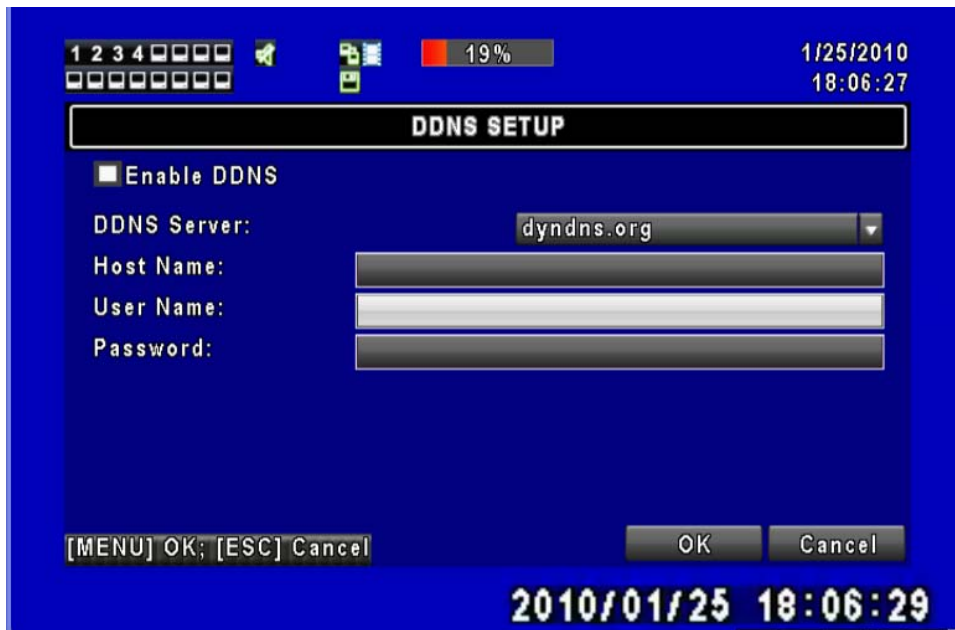 1 2 3 4
19%
1/25/2010
18:06:27
DDNS SETUP
Enable DDNS
DDNS Server: dyndns.org
Host Name:
User Name:
Password:
[MENU] OK; [ESC] Cancel
OK
Cancel
2010/01/25 18:06:29